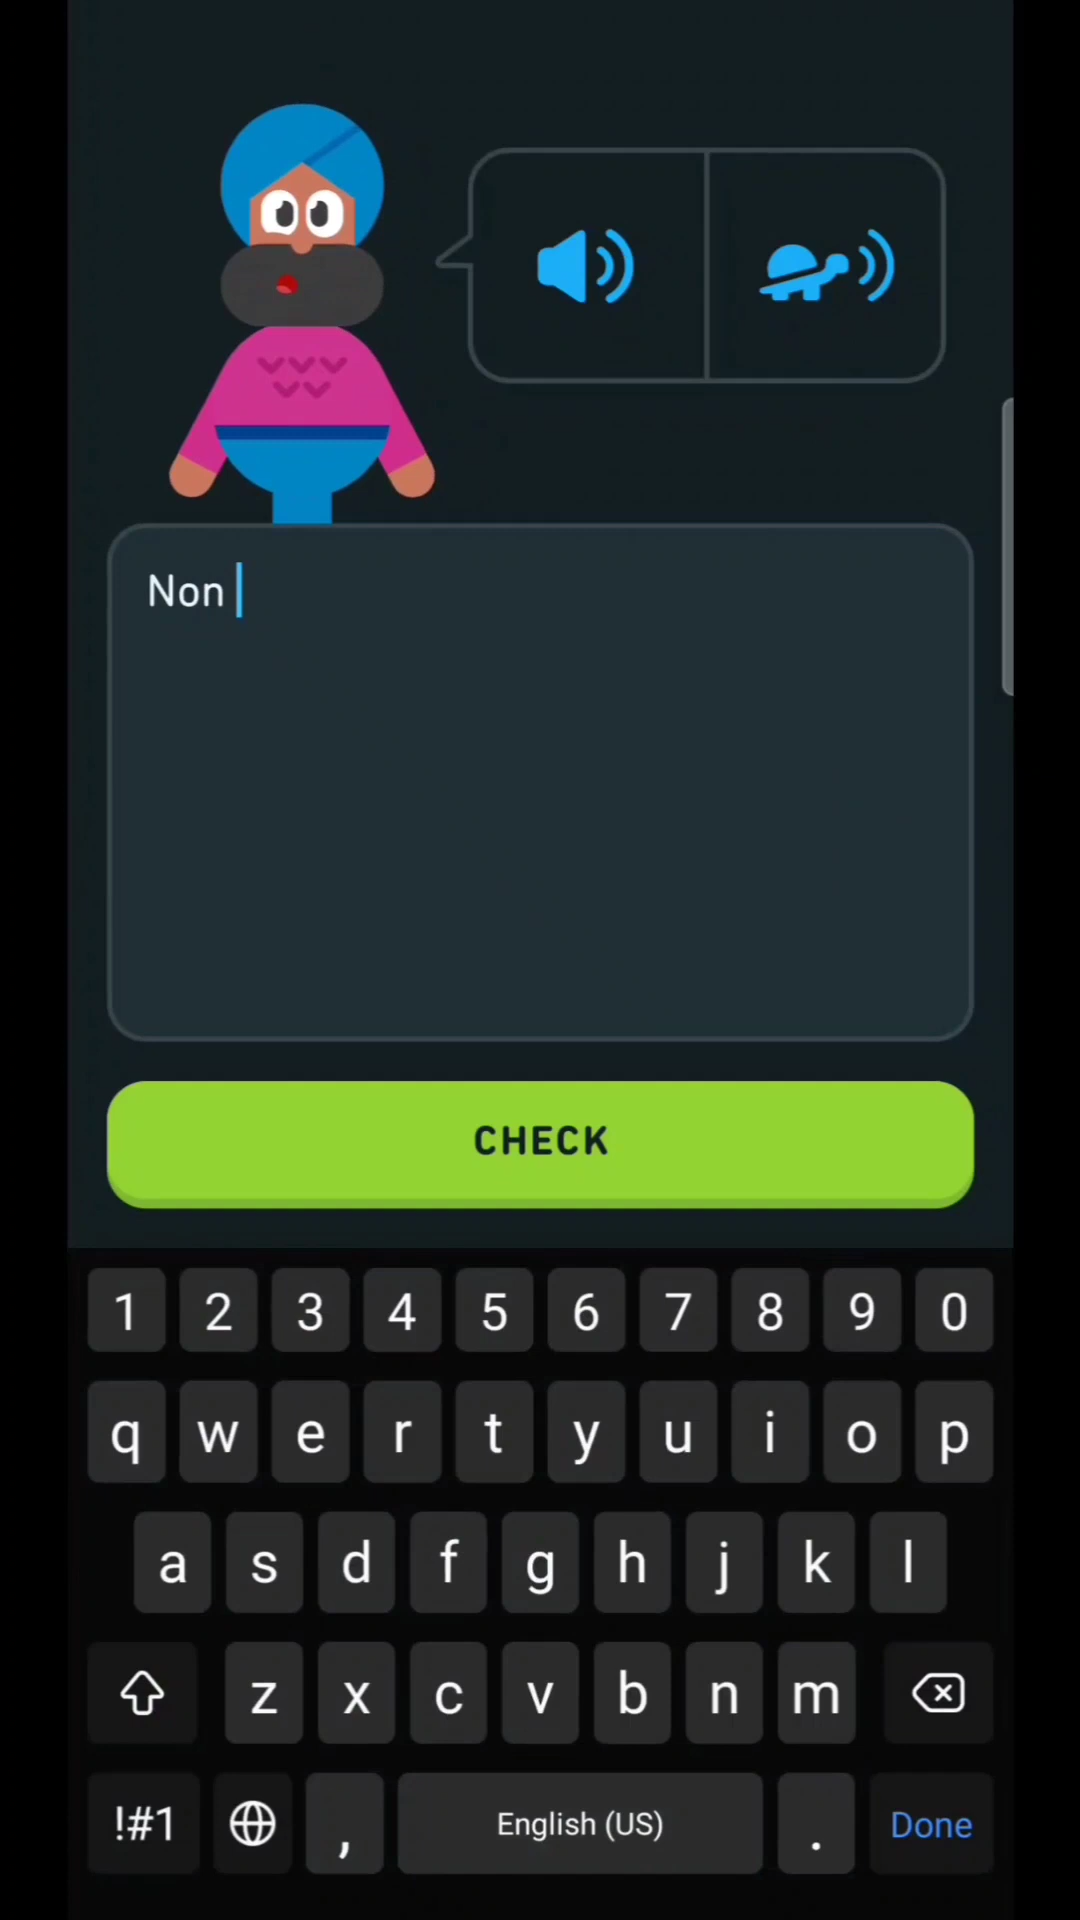 Non
CHECK
1 2 3 4 5 6 7 8 9 0
q w e r t y u i o p
a s d f g h j k l
z x c v b n m
!#1 , English (US) . Done